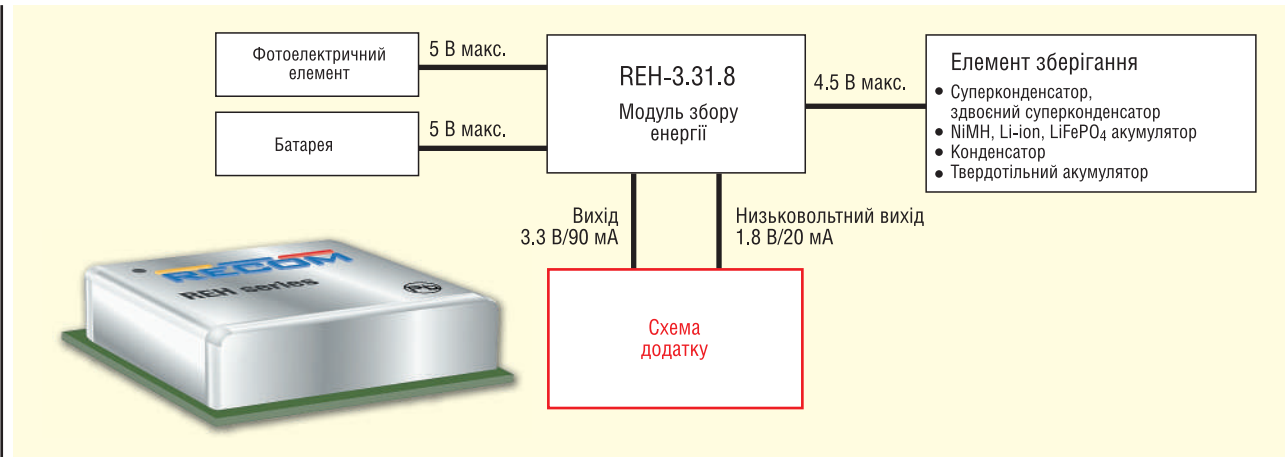 Фотоелектричний
елемент
5 В макс.
Батарея
5 В макс.
REH-3.31.8
Модуль збору
енергії
4.5 В макс.
Елемент зберігання
• Суперконденсатор,
здвоєний суперконденсатор
• NiMH, Li-ion, LiFePO4 акумулятор
• Конденсатор
• Твердотільний акумулятор
Вихід
3.3 В/90 мА
Низьковольтний вихід
1.8 В/20 мА
Схема
додатку
RECOM
REH series
Pb